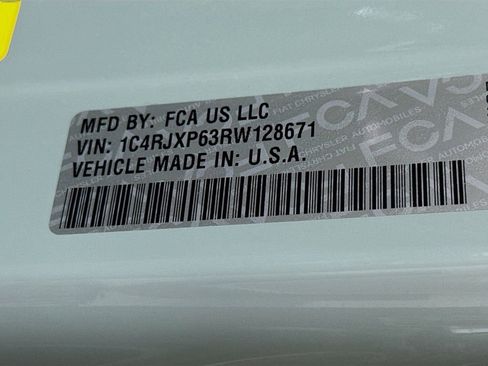 MFD BY: FCA US LLC
VIN: 1C4RJXP63RW128671
VEHICLE MADE IN: U.S.A.